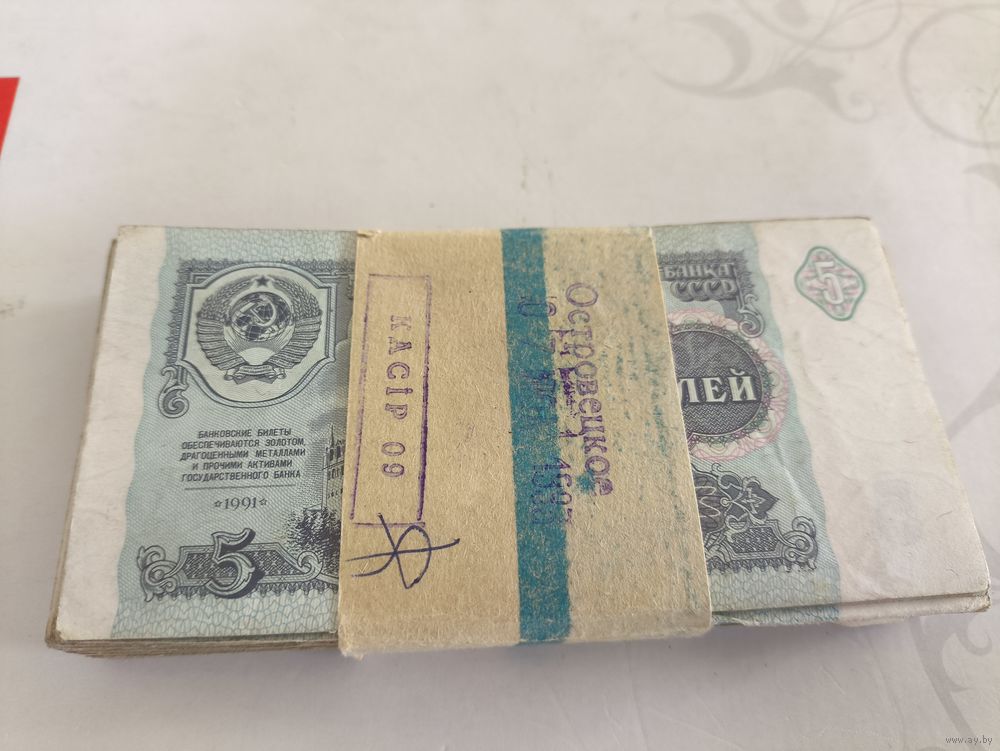 БАНКОВСКИЕ БИЛЕТЫ
ОБЕСПЕЧИВАЮТСЯ ЗОЛОТОМ,
ДРАГОЦЕННЫМИ МЕТАЛЛАМИ
И ПРОЧИМИ АКТИВАМИ
ГОСУДАРСТВЕННОГО БАНКА
☆1991☆
5
КАСІР 09
Островецкое
БАНКА
СССР
5
5
ЛЕЙ
www.ay.by